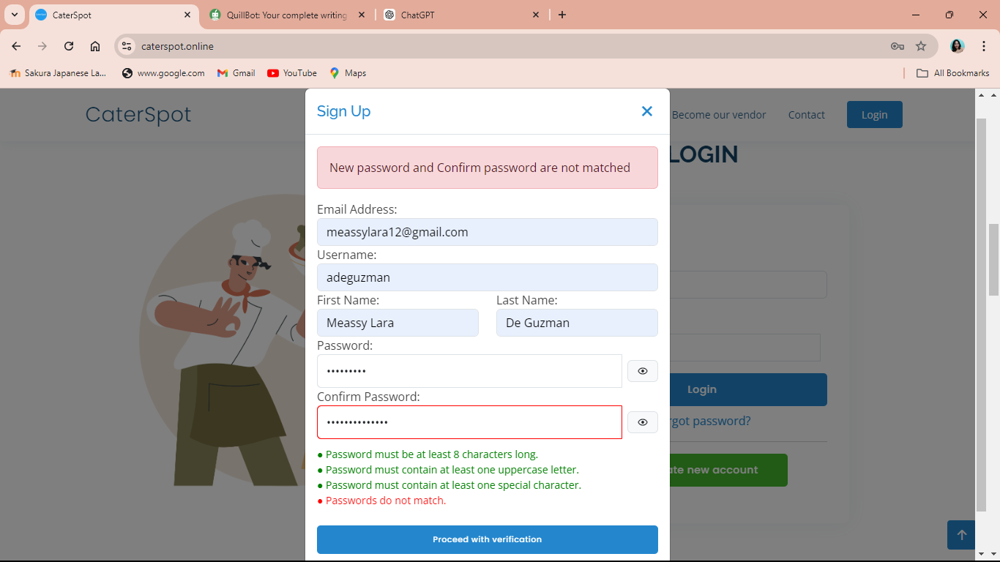 CaterSpot
QuillBot: Your complete writing
ChatGPT
caterspot.online
Sakura Japanese La...
www.google.com
Gmail
YouTube
Maps
All Bookmarks
CaterSpot
Become our vendor
Contact
Login
LOGIN
Sign Up
New password and Confirm password are not matched
Email Address:
meassylara12@gmail.com
Username:
adeguzman
First Name: Last Name:
Meassy Lara De Guzman
Password:
•••••••••
Confirm Password:
••••••••••••••
● Password must be at least 8 characters long.
● Password must contain at least one uppercase letter.
● Password must contain at least one special character.
● Passwords do not match.
Proceed with verification
Login
rgot password?
ate new account